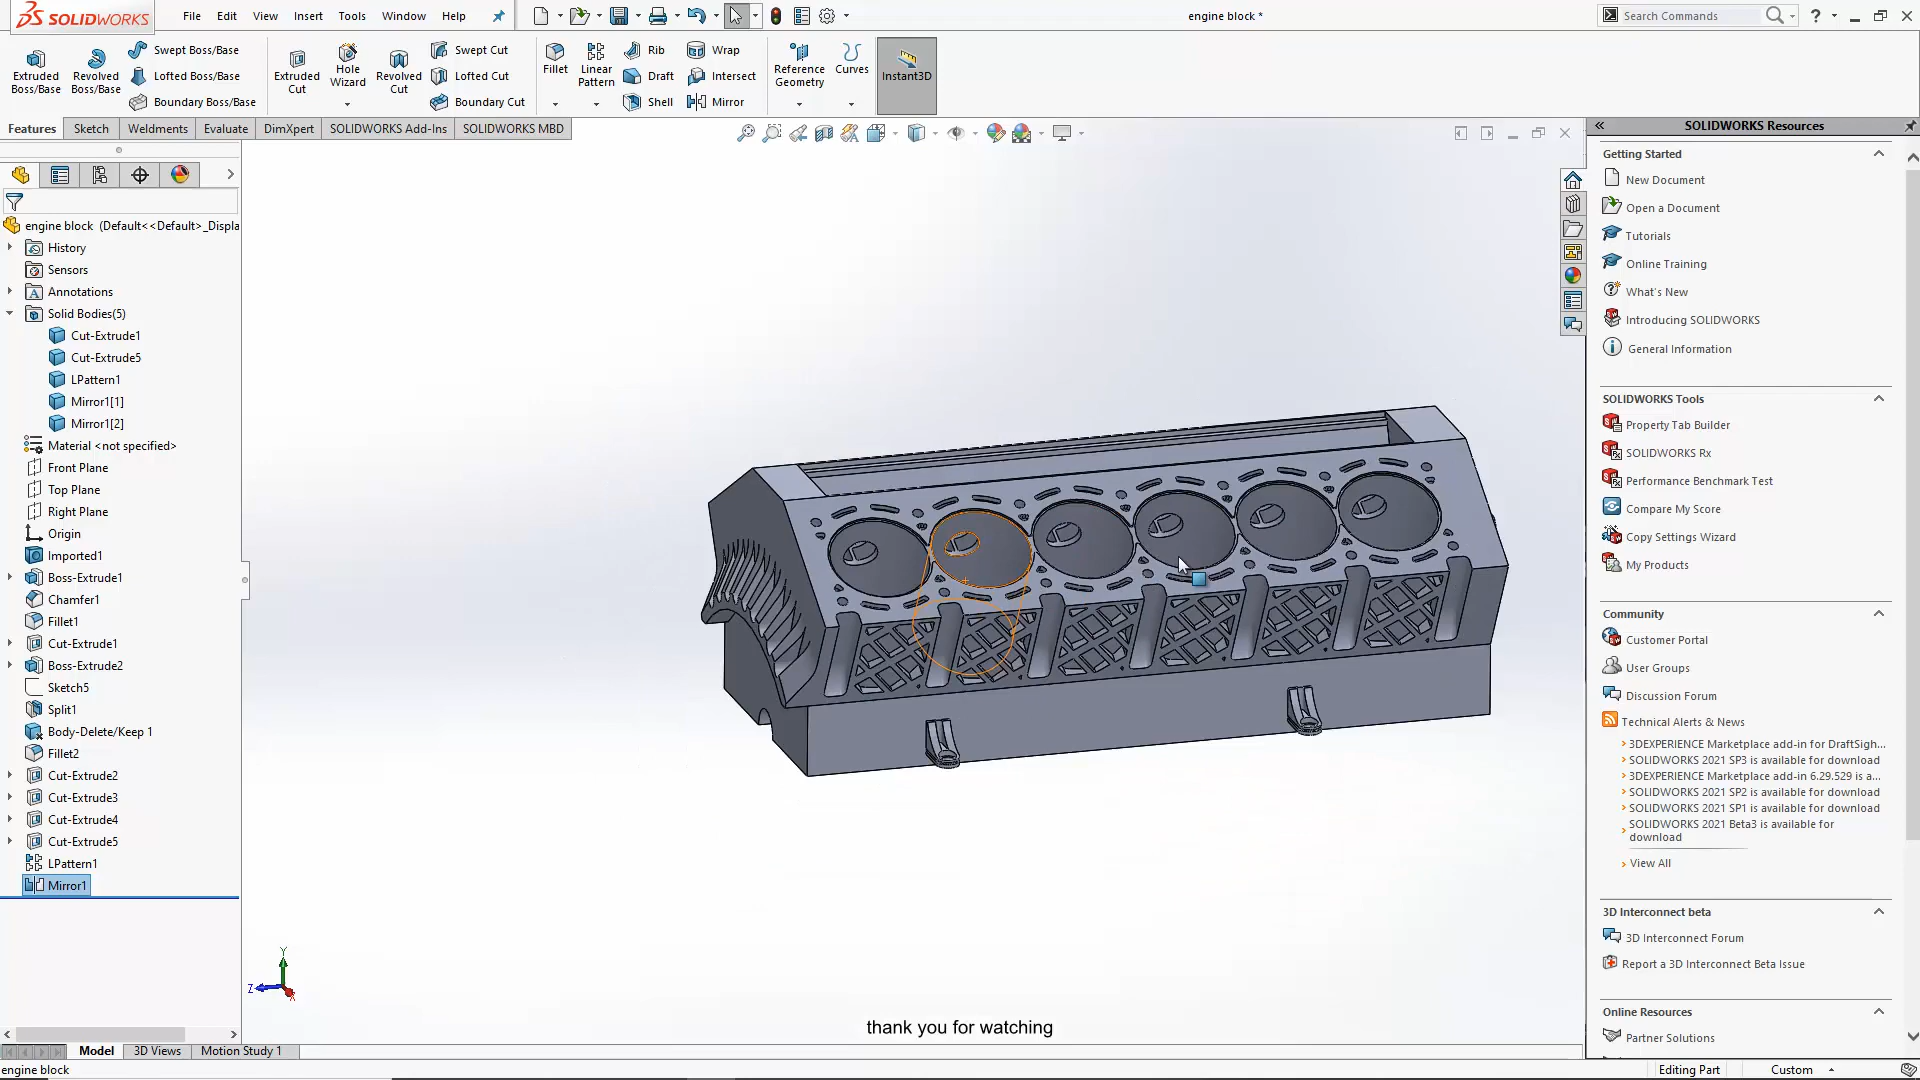 SOLIDWORKS
File Edit View Insert Tools Window Help
engine block *
Search Commands
Extruded Boss/Base
Revolved Boss/Base
Swept Boss/Base
Lofted Boss/Base
Boundary Boss/Base
Extruded Cut
Hole Wizard
Revolved Cut
Swept Cut
Lofted Cut
Boundary Cut
Fillet
Linear Pattern
Rib
Draft
Shell
Wrap
Intersect
Mirror
Reference Geometry
Curves
Instant3D
Features Sketch Weldments Evaluate DimXpert SOLIDWORKS Add-Ins SOLIDWORKS MBD
engine block (Default<<Default>_Displa
History
Sensors
Annotations
Solid Bodies(5)
Cut-Extrude1
Cut-Extrude5
LPattern1
Mirror1[1]
Mirror1[2]
Material <not specified>
Front Plane
Top Plane
Right Plane
Origin
Imported1
Boss-Extrude1
Chamfer1
Fillet1
Cut-Extrude1
Boss-Extrude2
Sketch5
Split1
Body-Delete/Keep 1
Fillet2
Cut-Extrude2
Cut-Extrude3
Cut-Extrude4
Cut-Extrude5
LPattern1
Mirror1
Y
Z
X
thank you for watching
SOLIDWORKS Resources
Getting Started
New Document
Open a Document
Tutorials
Online Training
What's New
Introducing SOLIDWORKS
General Information
SOLIDWORKS Tools
Property Tab Builder
SOLIDWORKS Rx
Performance Benchmark Test
Compare My Score
Copy Settings Wizard
My Products
Community
Customer Portal
User Groups
Discussion Forum
Technical Alerts & News
3DEXPERIENCE Marketplace add-in for DraftSigh...
SOLIDWORKS 2021 SP3 is available for download
3DEXPERIENCE Marketplace add-in 6.29.529 is a...
SOLIDWORKS 2021 SP2 is available for download
SOLIDWORKS 2021 SP1 is available for download
SOLIDWORKS 2021 Beta3 is available for
download
View All
3D Interconnect beta
3D Interconnect Forum
Report a 3D Interconnect Beta Issue
Online Resources
Partner Solutions
Model 3D Views Motion Study 1
engine block
Editing Part
Custom